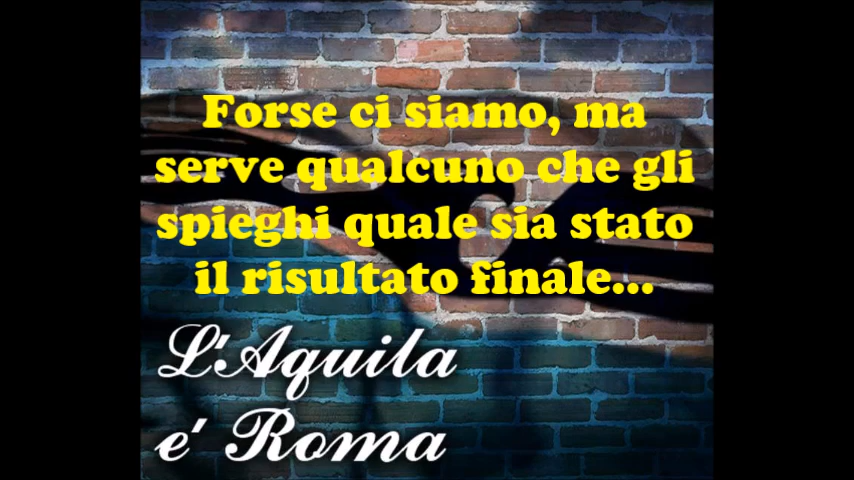 Forse ci siamo, ma
serve qualcuno che gli
spieghi quale sia stato
il risultato finale...
L'Aquila
e' Roma